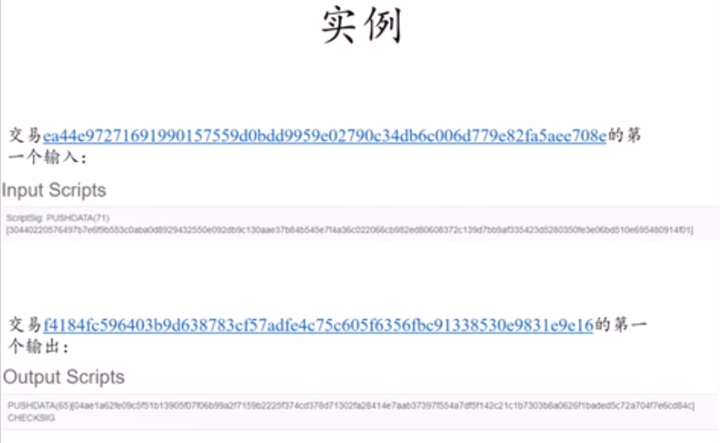 实例
交易ea44e97271691990157559d0bdd9959e02790c34db6c006d779e82fa5aee708e的第
一个输入：
Input Scripts
ScriptSig: PUSHDATA(71)
[30440220576497b7e6f9b553c0aba0d8929432550e092db9c130aae37b84b545e7f4a36c022066cb982ed80608372c139d7bb9af335423d5280350fe3e06bd510e695480914f01]
交易f4184fc596403b9d638783cf57adfe4c75c605f6356fbc91338530e9831e9e16的第一
个输出：
Output Scripts
PUSHDATA(65)[04ae1a62fe09c5f51b13905f07f06b99a2f7159b2225f374cd378d71302fa28414e7aab37397f554a7df5f142c21c1b7303b8a0626f1baded5c72a704f7e6cd84c]
CHECKSIG